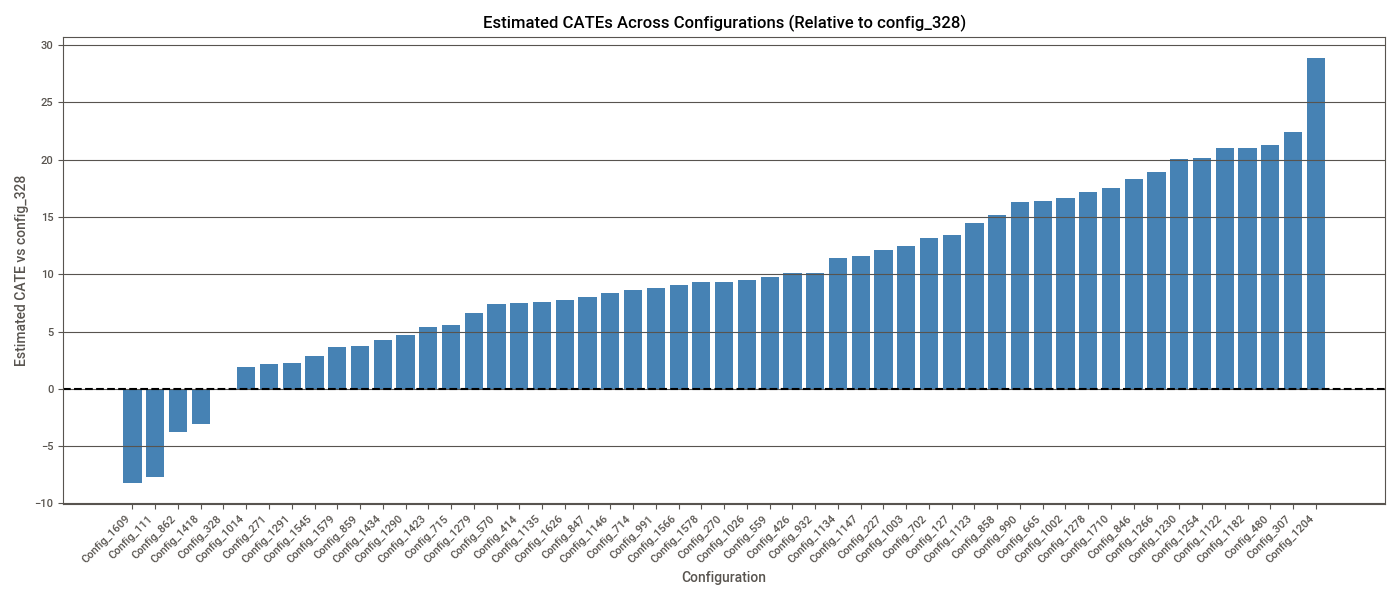 Estimated CATEs Across Configurations (Relative to config_328)
Estimated CATE vs config_328
30
25
20
15
10
5
0
−5
−10
Config_1609
Config_111
Config_862
Config_1418
Config_328
Config_1014
Config_271
Config_1291
Config_1545
Config_1579
Config_859
Config_1434
Config_1290
Config_1423
Config_715
Config_1279
Config_570
Config_414
Config_1135
Config_1626
Config_847
Config_1146
Config_714
Config_991
Config_1566
Config_1578
Config_270
Config_1026
Config_559
Config_426
Config_932
Config_1134
Config_1147
Config_227
Config_1003
Config_702
Config_127
Config_1123
Config_858
Config_990
Config_665
Config_1002
Config_1278
Config_1710
Config_846
Config_1266
Config_1230
Config_1254
Config_1122
Config_1182
Config_480
Config_307
Config_1204
Configuration